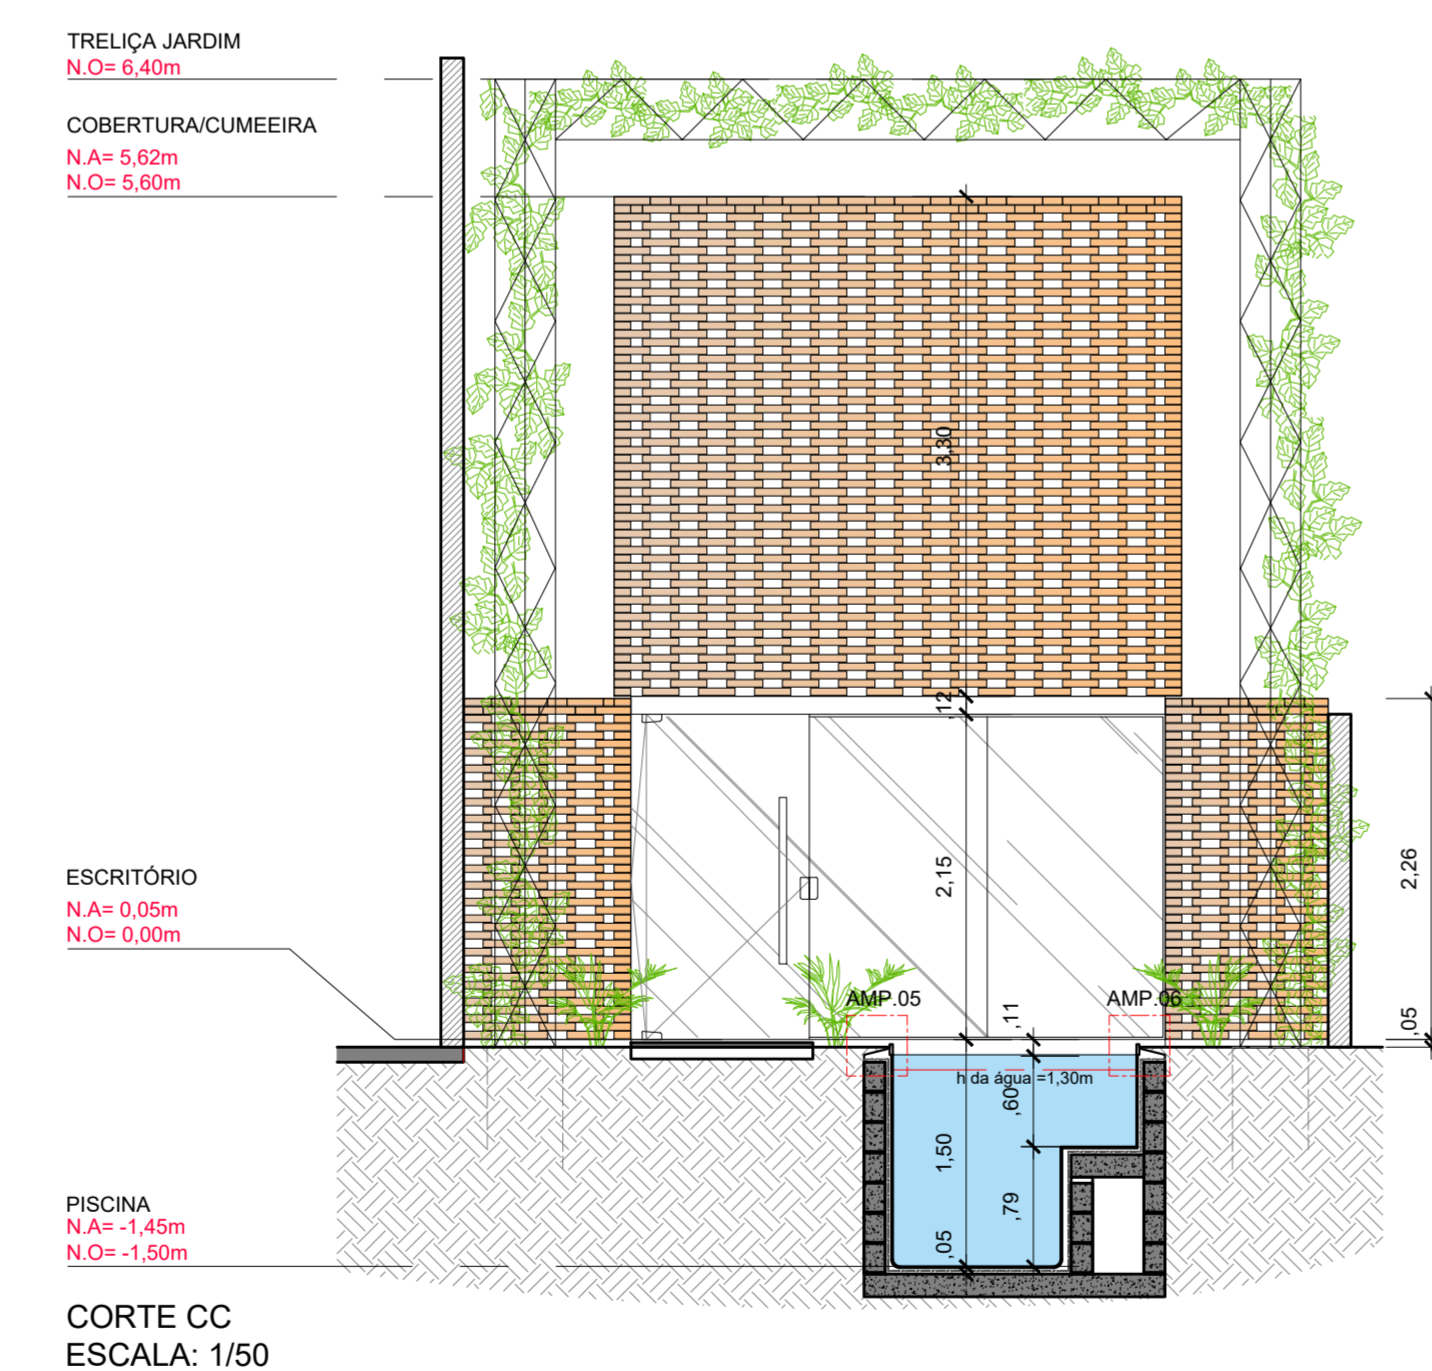 TRELIÇA JARDIM
N.O= 6,40m
COBERTURA/CUMEEIRA
N.A= 5,62m
N.O= 5,60m
3,30
,12
2,15
2,26
ESCRITÓRIO
N.A= 0,05m
N.O= 0,00m
AMP.05
AMP.06
,11
,05
h da água =1,30m
,60
1,50
,79
,05
PISCINA
N.A= -1,45m
N.O= -1,50m
CORTE CC
ESCALA: 1/50